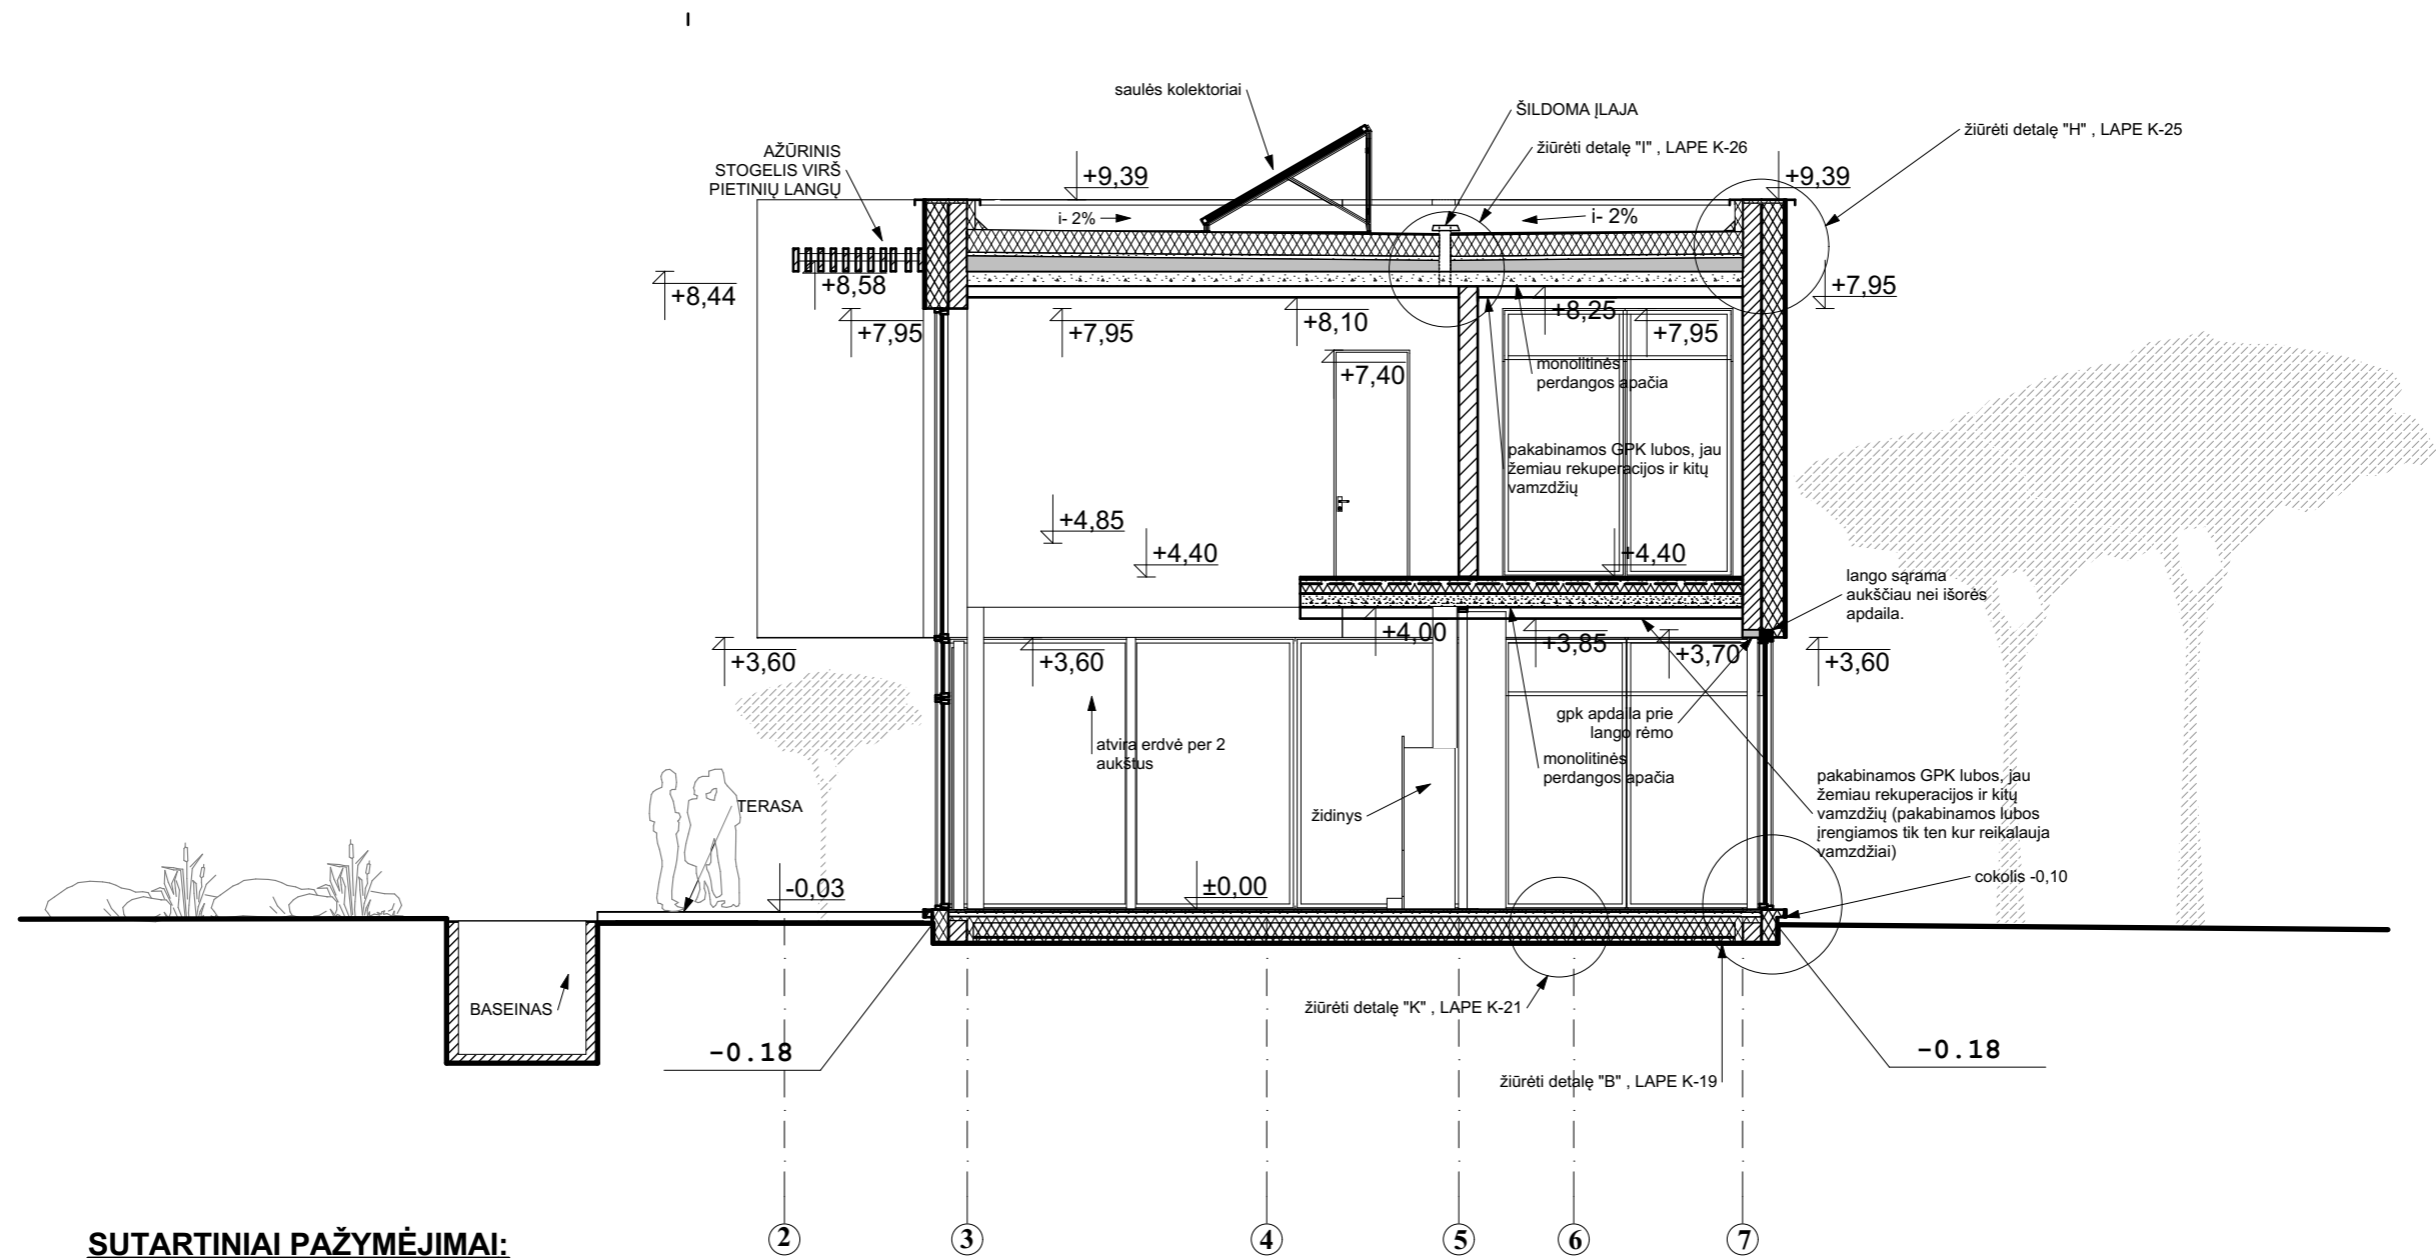 saulės kolektoriai
ŠILDOMA ĮLAJA
žiūrėti detalę "I" , LAPE K-26
žiūrėti detalę "H" , LAPE K-25
AŽŪRINIS
STOGELIS VIRŠ
PIETINIŲ LANGŲ
+9,39
+9,39
i- 2%
i- 2%
+8,44
+8,58
+7,95
+7,95
+7,95
+8,10
+8,25
+7,95
+7,40
monolitinės
perdangos apačia
pakabinamos GPK lubos, jau
žemiau rekuperacijos ir kitų
vamzdžių
+4,85
+4,40
+4,40
lango sąrama
aukščiau nei išorės
apdaila.
+4,00
+3,85
+3,70
+3,60
+3,60
+3,60
gpk apdaila prie
lango rėmo
atvira erdvė per 2
aukštus
monolitinės
perdangos apačia
pakabinamos GPK lubos, jau
žemiau rekuperacijos ir kitų
vamzdžių (pakabinamos lubos
įrengiamos tik ten kur reikalauja
vamzdžiai)
TERASA
židinys
cokolis -0,10
-0,03
±0,00
BASEINAS
žiūrėti detalę "K" , LAPE K-21
-0.18
-0.18
žiūrėti detalę "B" , LAPE K-19
2
3
4
5
6
7
SUTARTINIAI PAŽYMĖJIMAI: